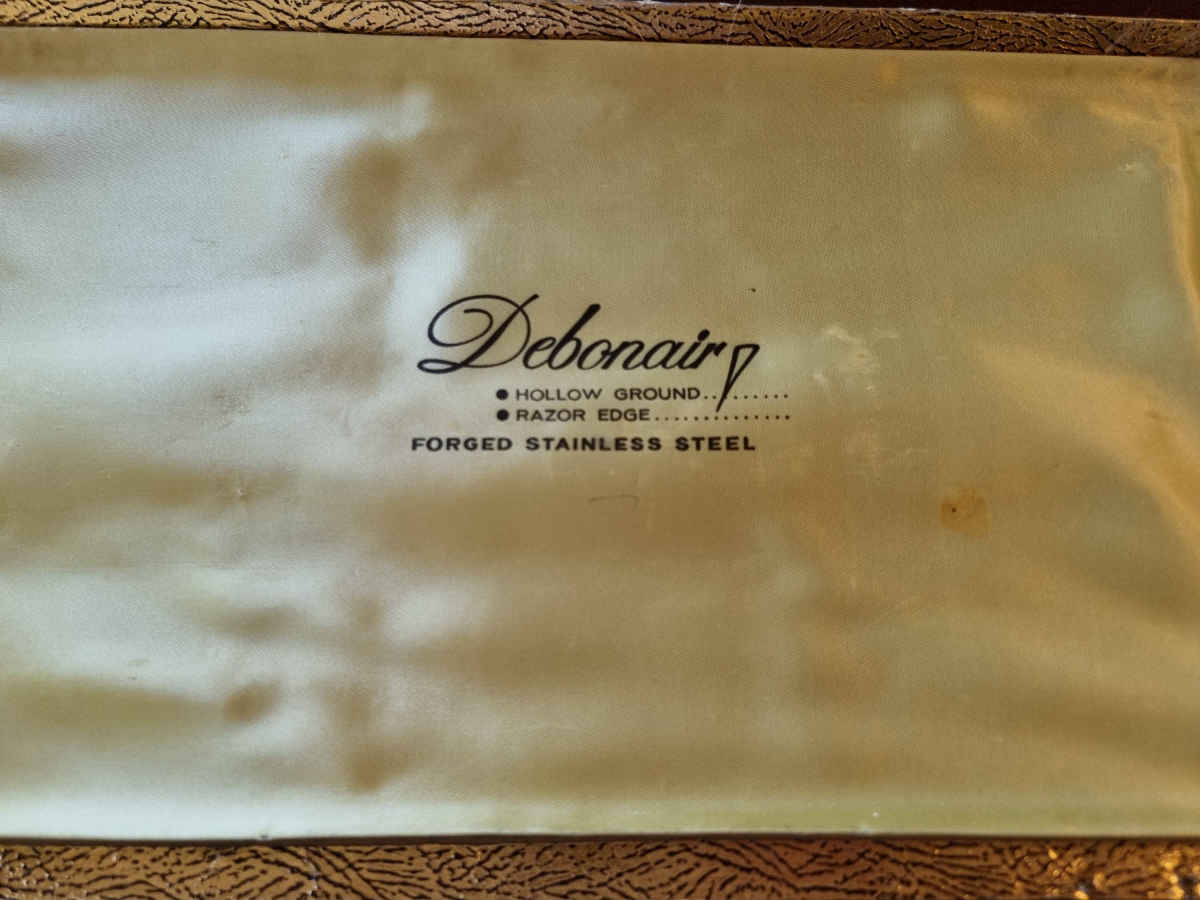 Debonair
● HOLLOW GROUND.........
● RAZOR EDGE..............
FORGED STAINLESS STEEL